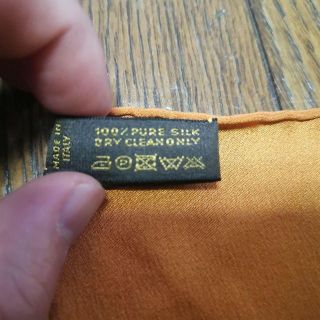 MADE IN
ITALY
100% PURE SILK
DRY CLEAN ONLY